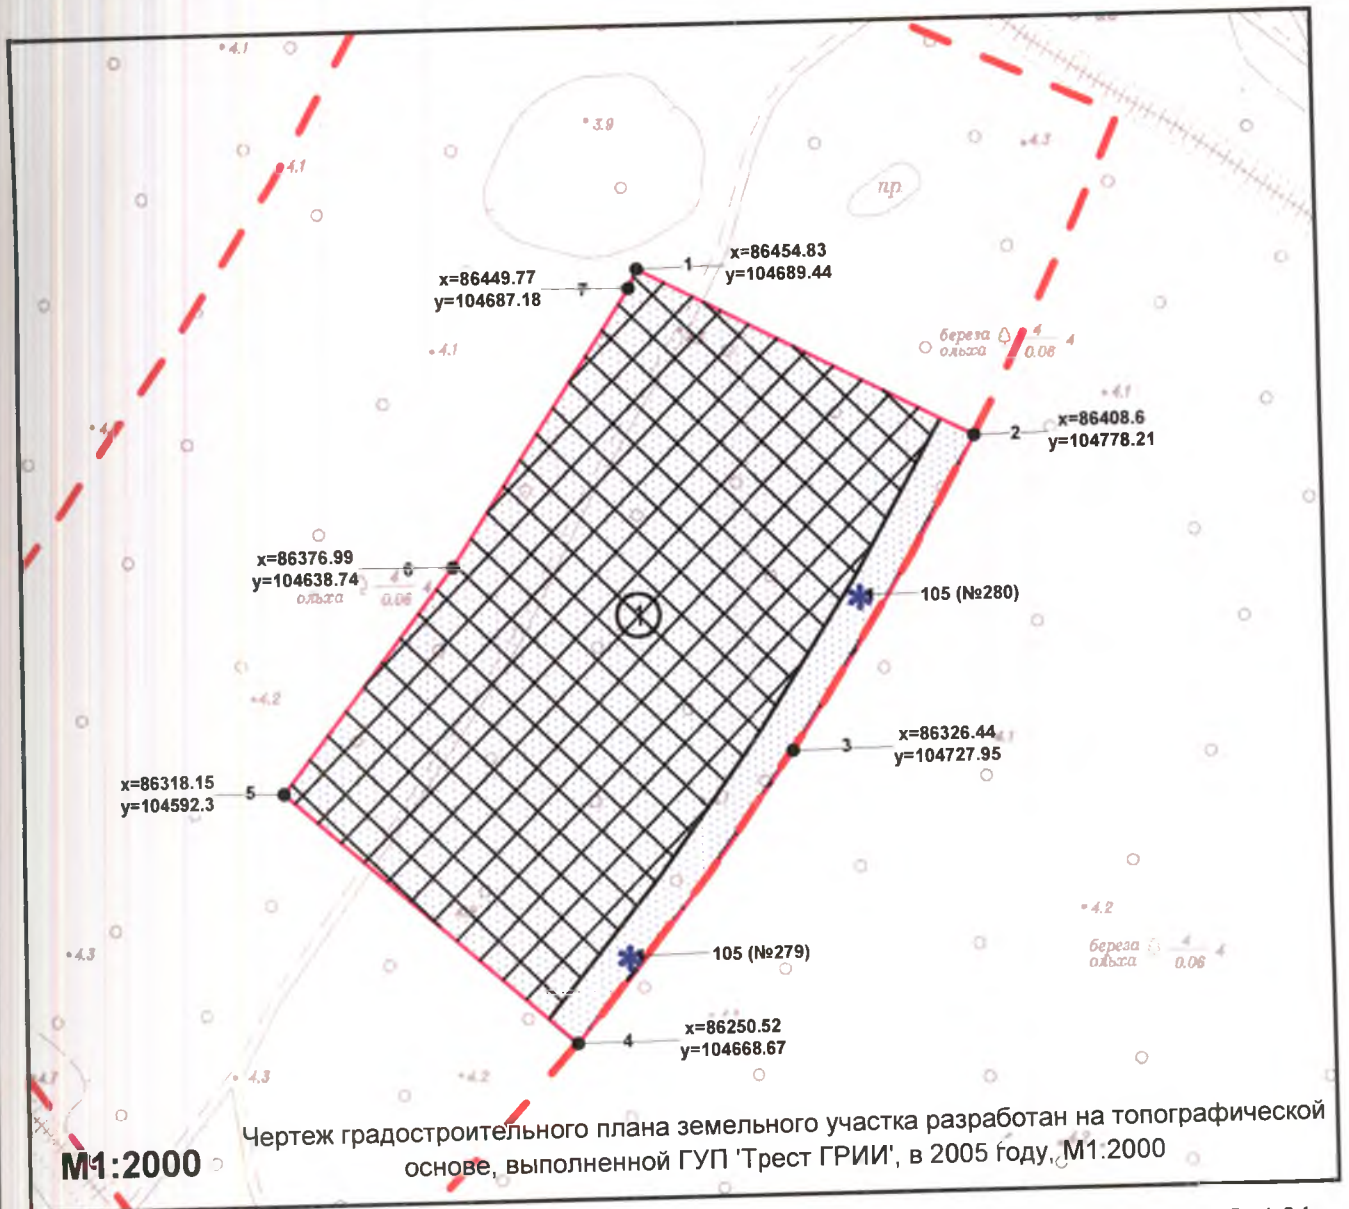 4.1
3.9
4.1
4.3
пр
1
x=86454.83
y=104689.44
x=86449.77
y=104687.18
7
4.1
береза
ольха
4
0.06
4
4.1
2
x=86408.6
y=104778.21
x=86376.99
y=104638.74
6
ольха
4
0.06
4
1
105 (№280)
4.2
3
x=86326.44
y=104727.95
x=86318.15
y=104592.3
5
4.2
береза
ольха
4
0.06
4
4.3
105 (№279)
4
x=86250.52
y=104668.67
4.3
4.2
Чертеж градостроительного плана земельного участка разработан на топографической
основе, выполненной ГУП 'Трест ГРИИ', в 2005 году, М1:2000
М1:2000